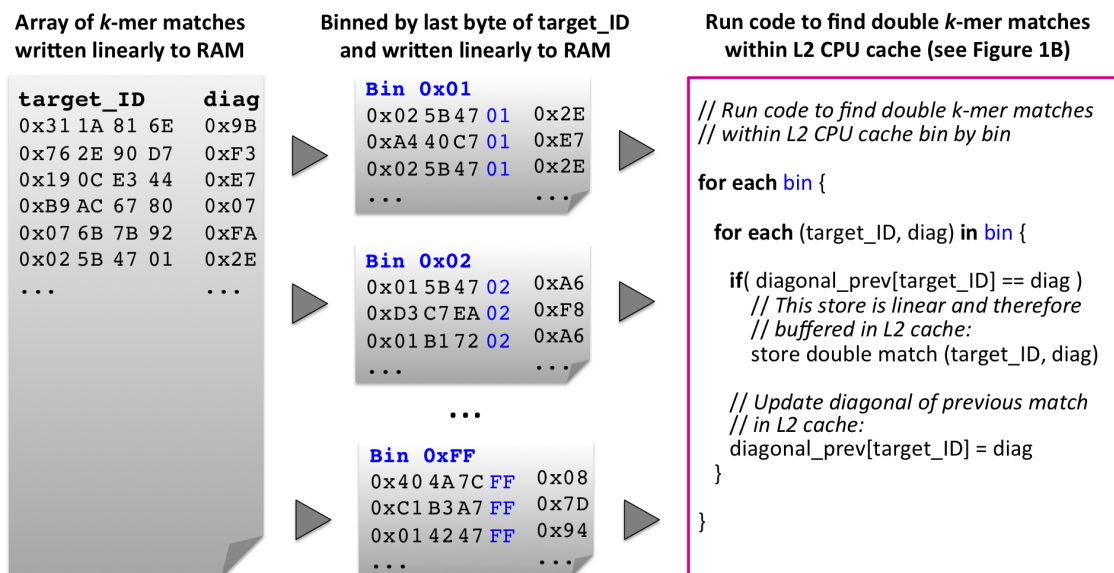 Array of k-mer matches
written linearly to RAM
target_ID diag
0x31 1A 81 6E 0x9B
0x76 2E 90 D7 0xF3
0x19 0C E3 44 0xE7
0xB9 AC 67 80 0x07
0x07 6B 7B 92 0xFA
0x02 5B 47 01 0x2E
... ...
Binned by last byte of target_ID
and written linearly to RAM
Bin 0x01
0x02 5B 47 01 0x2E
0xA4 40 C7 01 0xE7
0x02 5B 47 01 0x2E
... ...
Bin 0x02
0x01 5B 47 02 0xA6
0xD3 C7 EA 02 0xF8
0x01 B1 72 02 0xA6
... ...
...
Bin 0xFF
0x40 4A 7C FF 0x08
0xC1 B3 A7 FF 0x7D
0x01 42 47 FF 0x94
... ...
Run code to find double k-mer matches
within L2 CPU cache (see Figure 1B)
// Run code to find double k-mer matches
// within L2 CPU cache bin by bin
for each bin {
for each (target_ID, diag) in bin {
if( diagonal_prev[target_ID] == diag )
// This store is linear and therefore
// buffered in L2 cache:
store double match (target_ID, diag)
// Update diagonal of previous match
// in L2 cache:
diagonal_prev[target_ID] = diag
}
}